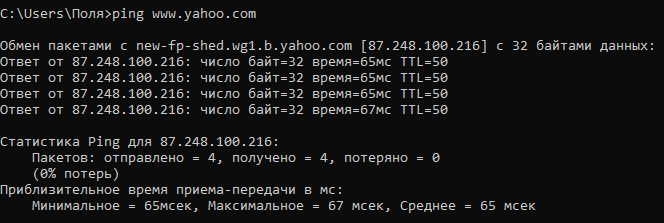 C:\Users\Поля>ping www.yahoo.com
Обмен пакетами с new-fp-shed.wg1.b.yahoo.com [87.248.100.216] с 32 байтами данных:
Ответ от 87.248.100.216: число байт=32 время=65мс TTL=50
Ответ от 87.248.100.216: число байт=32 время=65мс TTL=50
Ответ от 87.248.100.216: число байт=32 время=65мс TTL=50
Ответ от 87.248.100.216: число байт=32 время=67мс TTL=50
Статистика Ping для 87.248.100.216:
Пакетов: отправлено = 4, получено = 4, потеряно = 0
(0% потерь)
Приблизительное время приема-передачи в мс:
Минимальное = 65мсек, Максимальное = 67 мсек, Среднее = 65 мсек